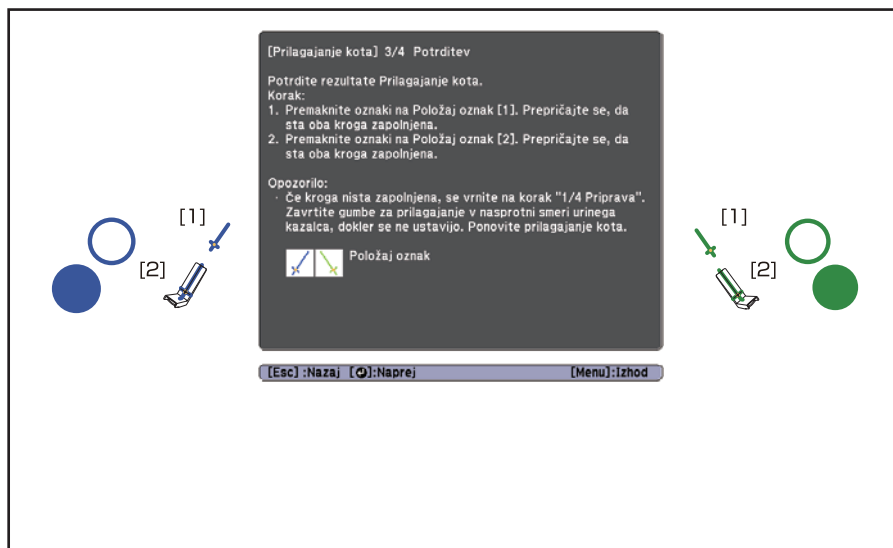 [Prilagajanje kota] 3/4 Potrditev
Potrdite rezultate Prilagajanje kota.
Korak:
1. Premaknite oznaki na Položaj oznak [1]. Prepričajte se, da
sta oba kroga zapolnjena.
2. Premaknite oznaki na Položaj oznak [2]. Prepričajte se, da
sta oba kroga zapolnjena.
Opozorilo:
· Če kroga nista zapolnjena, se vrnite na korak "1/4 Priprava".
Zavrtite gumbe za prilagajanje v nasprotni smeri urinega
kazalca, dokler se ne ustavijo. Ponovite prilagajanje kota.
Položaj oznak
[1]
[2]
[1]
[2]
[Esc] :Nazaj [⏎]:Naprej [Menu]:Izhod